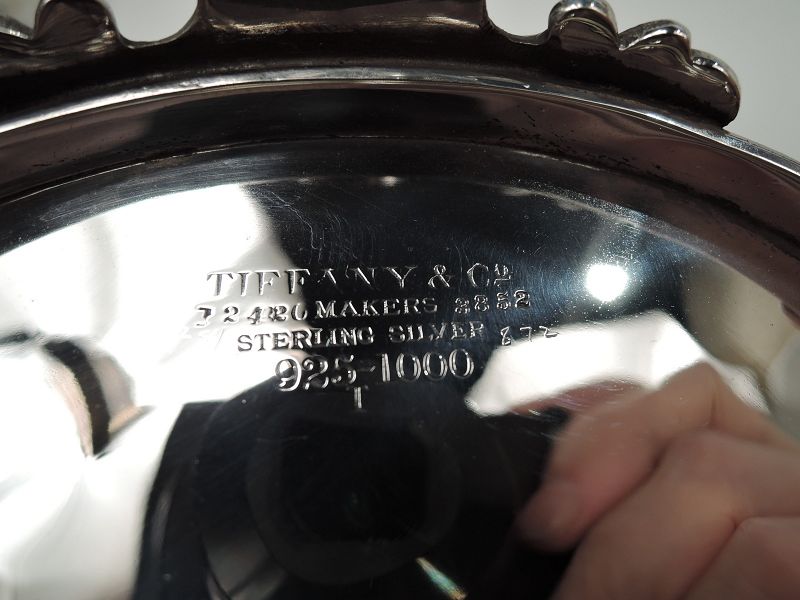 TIFFANY & Co
MAKERS
STERLING SILVER
925-1000
T